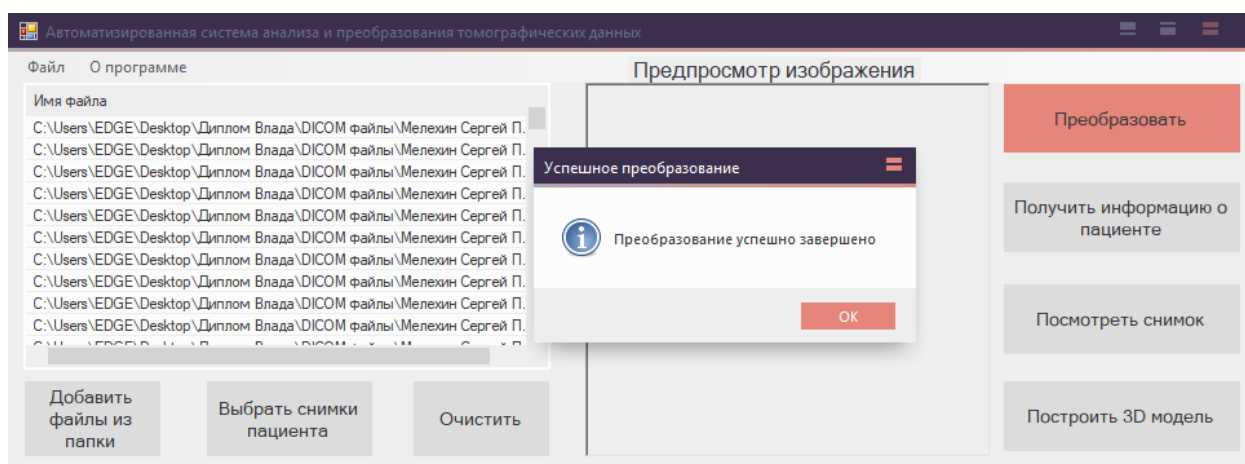 Автоматизированная система анализа и преобразования томографических данных
Файл О программе
Предпросмотр изображения
Имя файла
C:\Users\EDGE\Desktop\Диплом Влада\DICOM файлы\Мелехин Сергей П.
C:\Users\EDGE\Desktop\Диплом Влада\DICOM файлы\Мелехин Сергей П.
C:\Users\EDGE\Desktop\Диплом Влада\DICOM файлы\Мелехин Сергей П.
C:\Users\EDGE\Desktop\Диплом Влада\DICOM файлы\Мелехин Сергей П.
C:\Users\EDGE\Desktop\Диплом Влада\DICOM файлы\Мелехин Сергей П.
C:\Users\EDGE\Desktop\Диплом Влада\DICOM файлы\Мелехин Сергей П.
C:\Users\EDGE\Desktop\Диплом Влада\DICOM файлы\Мелехин Сергей П.
C:\Users\EDGE\Desktop\Диплом Влада\DICOM файлы\Мелехин Сергей П.
C:\Users\EDGE\Desktop\Диплом Влада\DICOM файлы\Мелехин Сергей П.
C:\Users\EDGE\Desktop\Диплом Влада\DICOM файлы\Мелехин Сергей П.
Добавить
файлы из
папки
Выбрать снимки
пациента
Очистить
Успешное преобразование
Преобразование успешно завершено
OK
Преобразовать
Получить информацию о
пациенте
Посмотреть снимок
Построить 3D модель